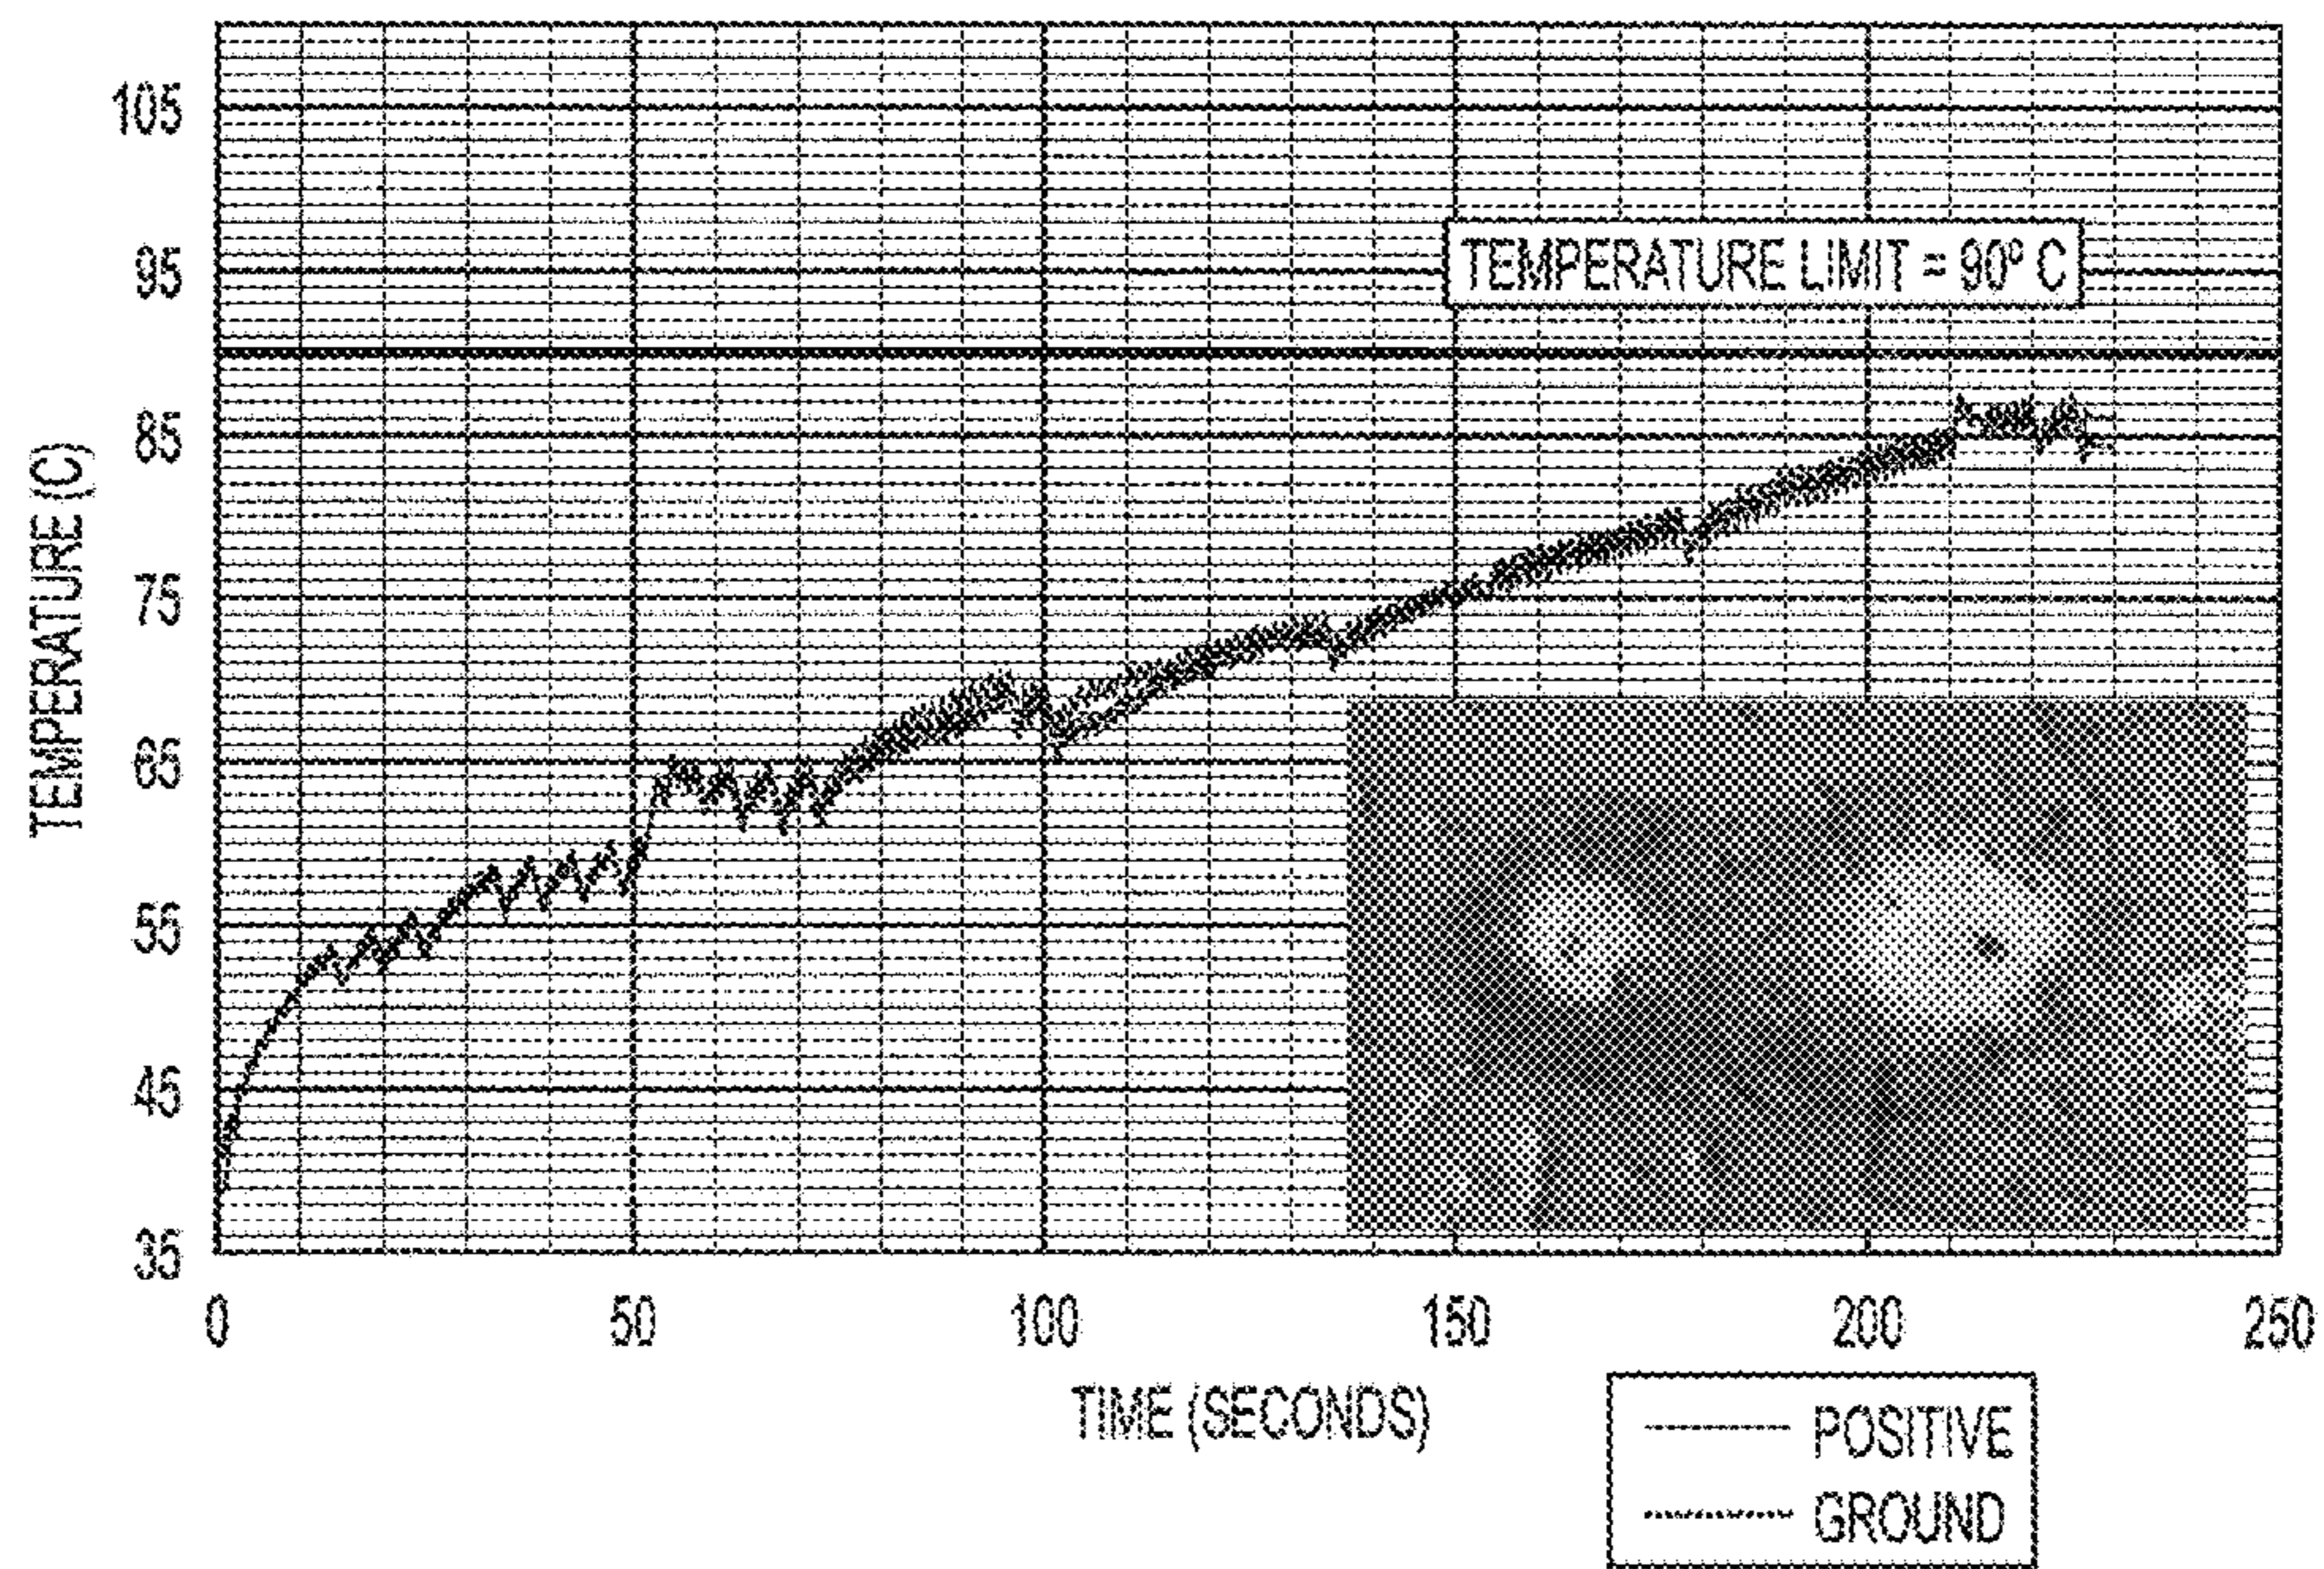 105
95
85
75
65
55
45
35
TEMPERATURE (C)
TEMPERATURE LIMIT = 90º C
0 50 100 150 200 250
TIME (SECONDS)
POSITIVE
GROUND